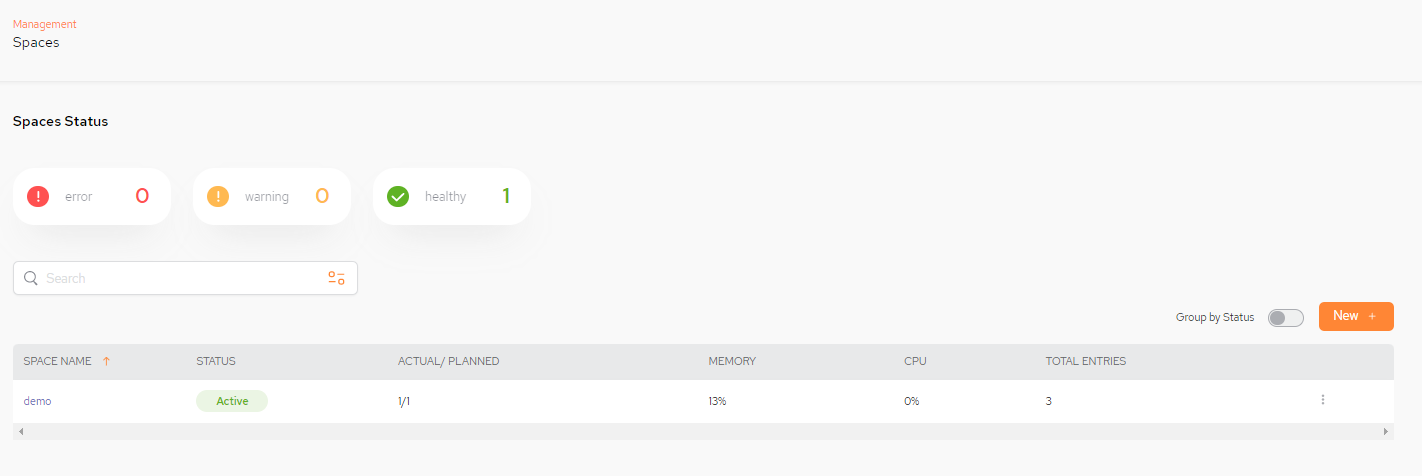 Management
Spaces
Spaces Status
error 0 warning 0 healthy 1
Search
Group by Status New +
SPACE NAME STATUS ACTUAL/ PLANNED MEMORY CPU TOTAL ENTRIES
demo Active 1/1 13% 0% 3